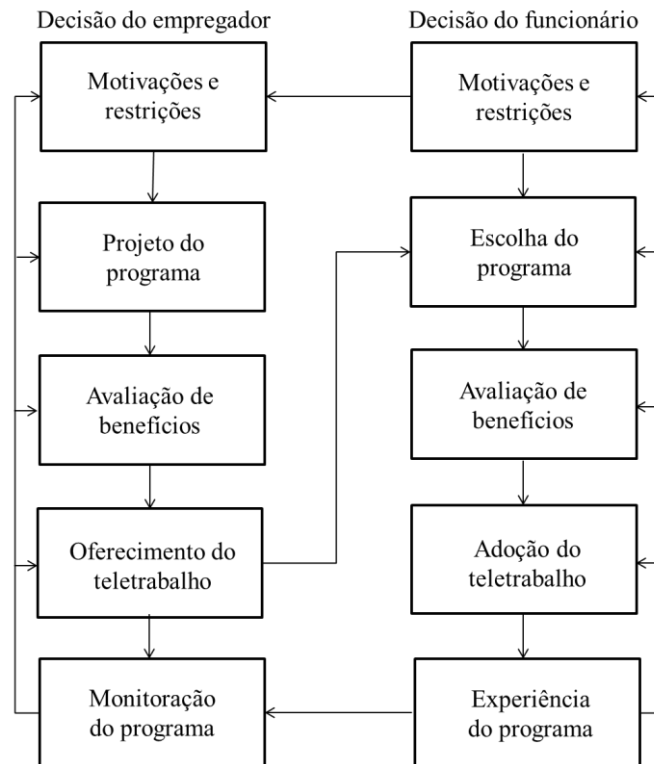 Decisão do empregador
Decisão do funcionário
Motivações e
restrições
Motivações e
restrições
Projeto do
programa
Escolha do
programa
Avaliação de
benefícios
Avaliação de
benefícios
Oferecimento do
teletrabalho
Adoção do
teletrabalho
Monitoração
do programa
Experiência
do programa